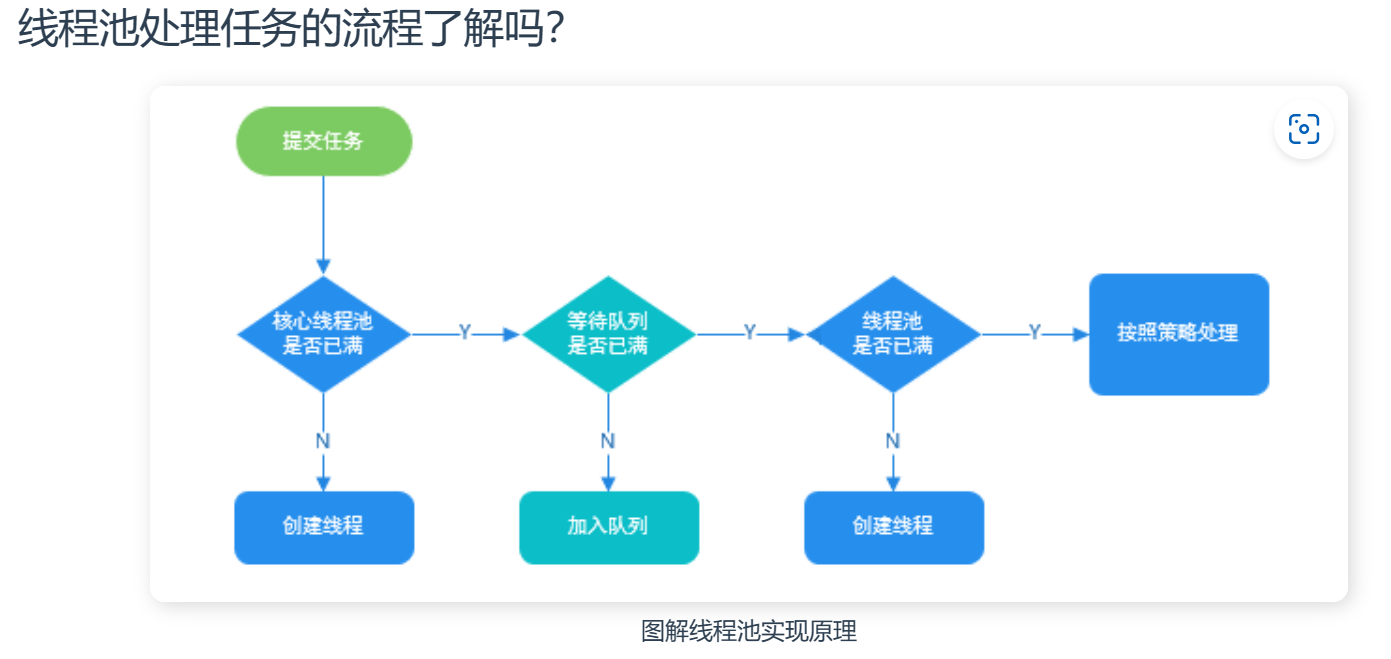 线程池处理任务的流程了解吗？
提交任务
核心线程池
是否已满
Y
等待队列
是否已满
Y
线程池
是否已满
Y
按照策略处理
N
N
N
创建线程
加入队列
创建线程
图解线程池实现原理